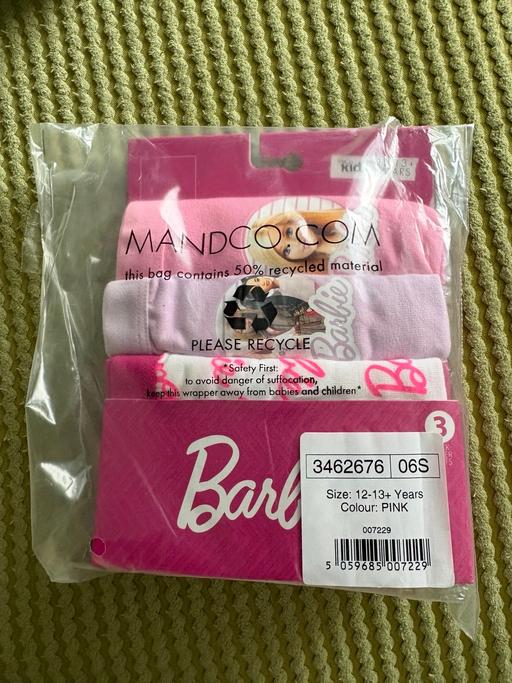 kid
ARS
MANDCO.COM
this bag contains 50% recycled material
Barbie
PLEASE RECYCLE
*Safety First:
to avoid danger of suffocation,
keep this wrapper away from babies and children*
3
Barbie
3462676 06S
Size: 12-13+ Years
Colour: PINK
007229
5 059685 007229